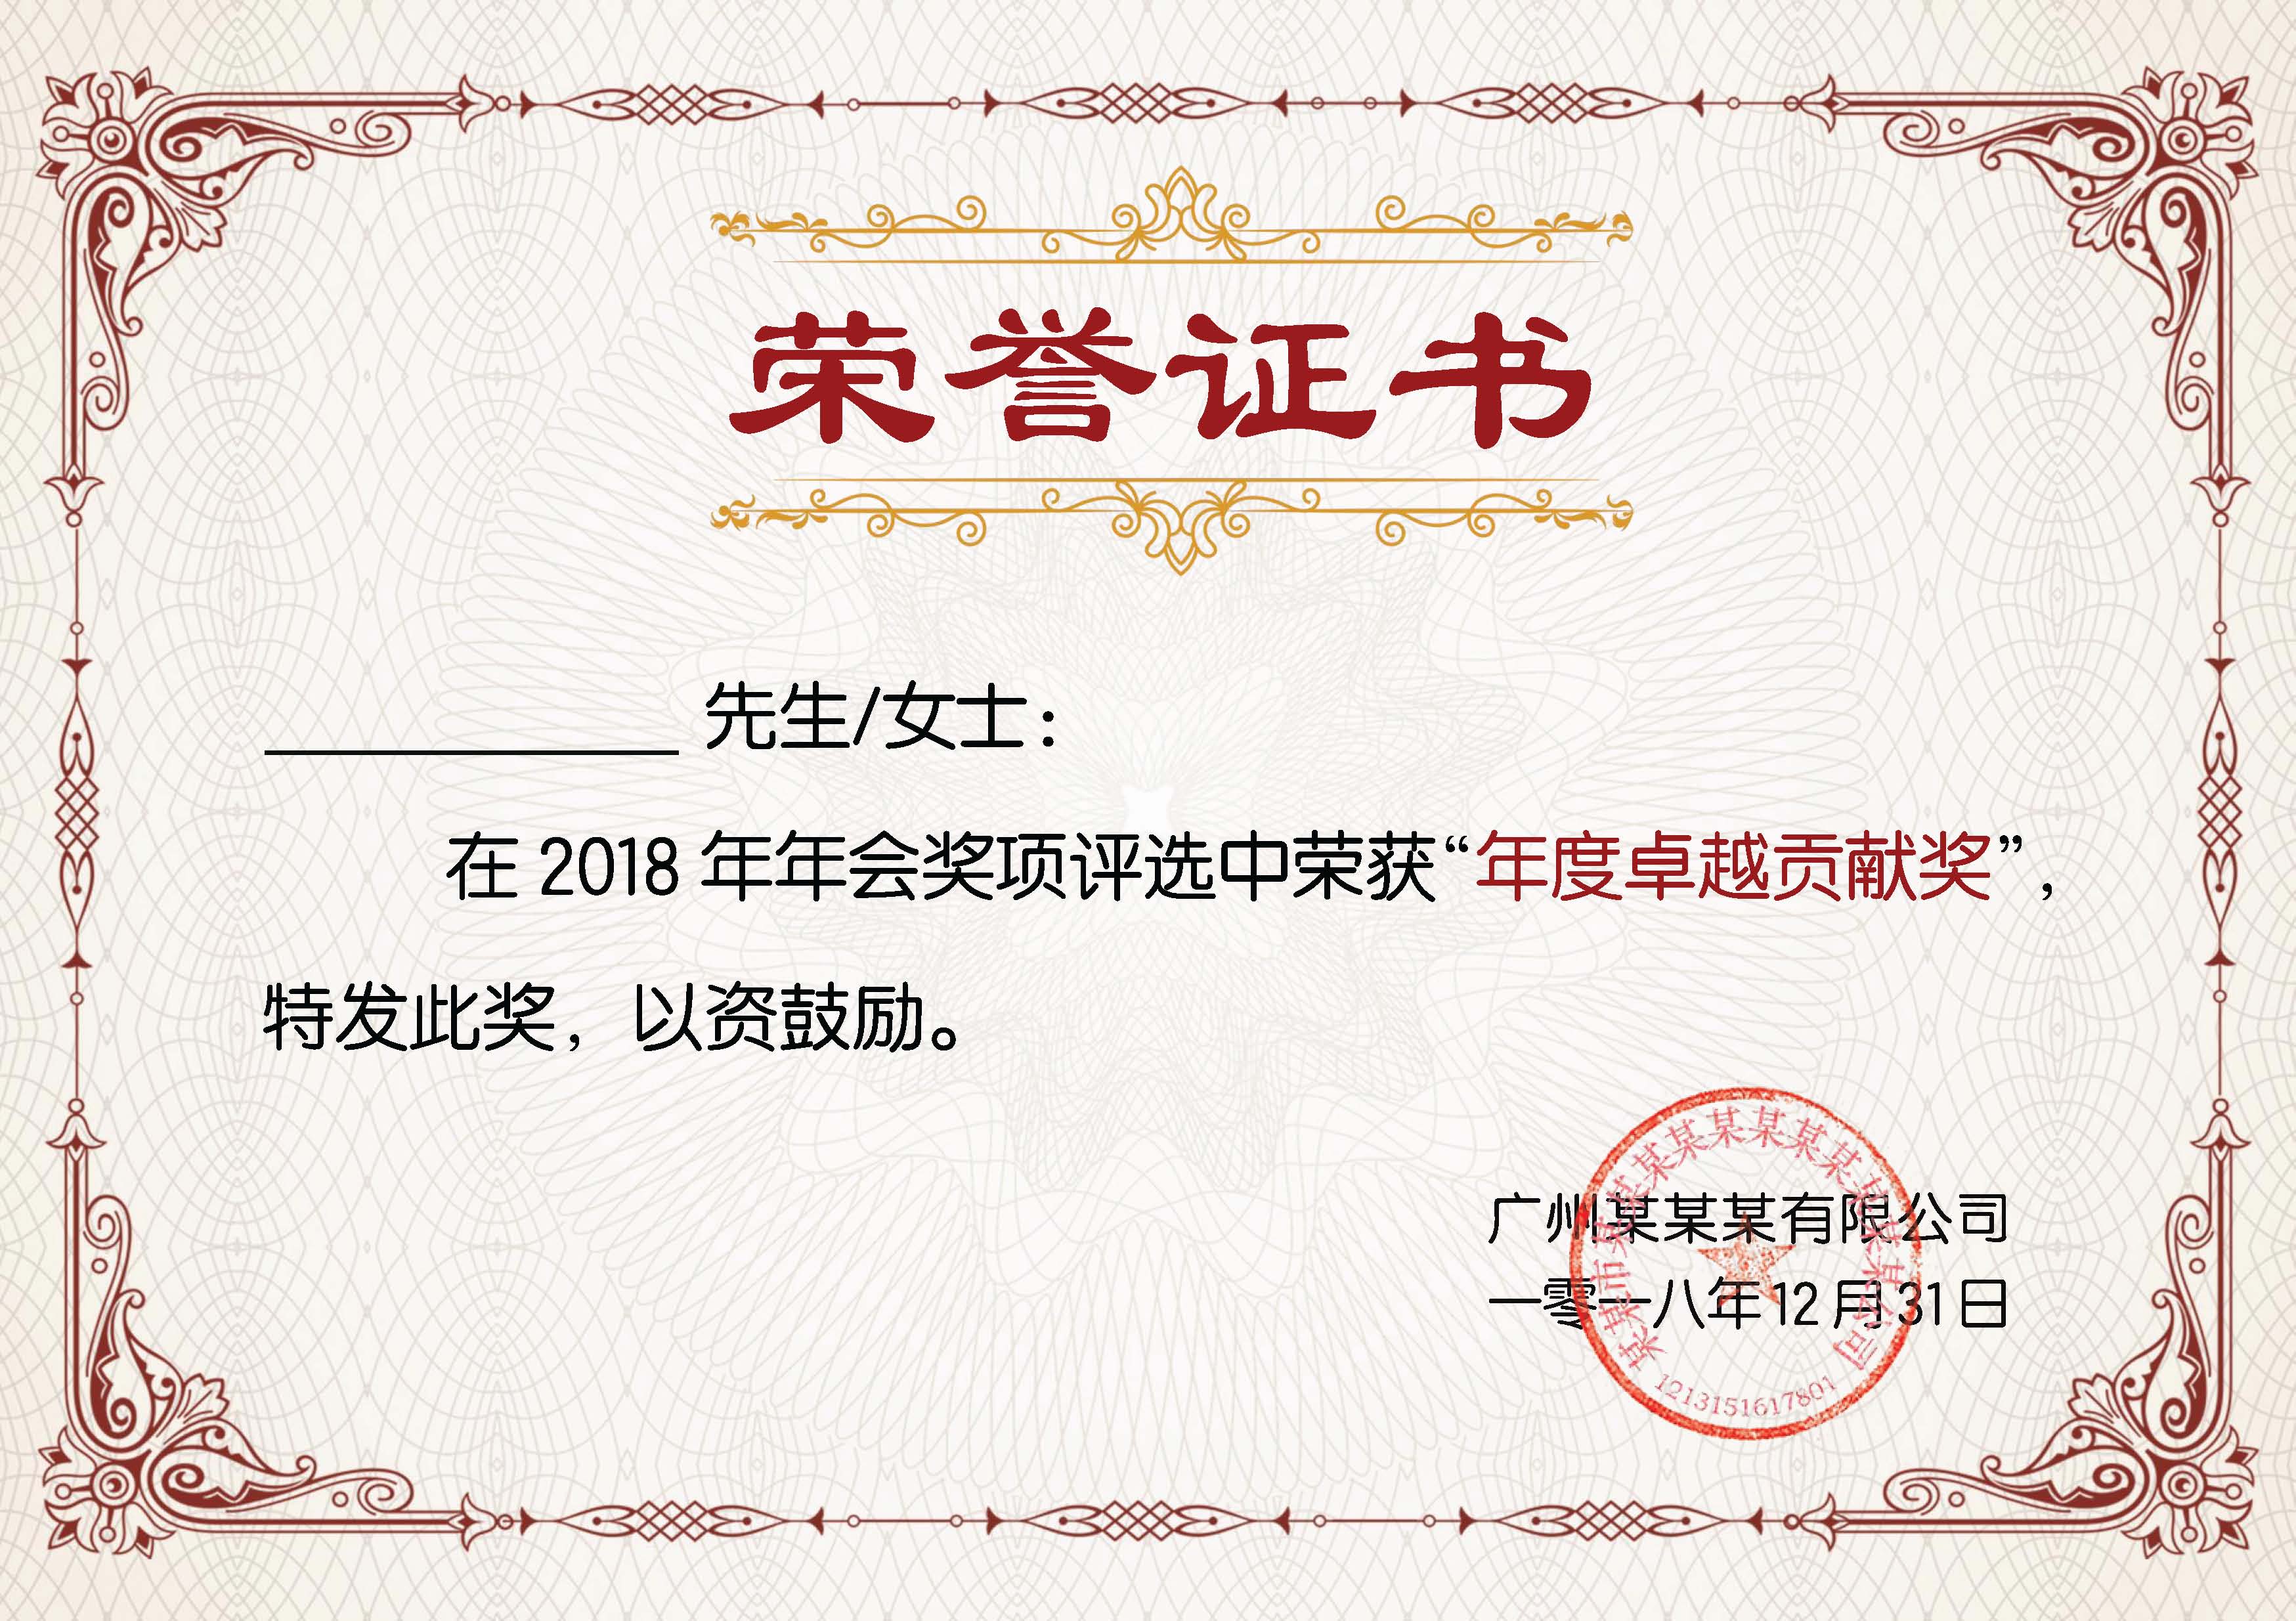 荣誉证书
先生/女士：
在 2018 年年会奖项评选中荣获“年度卓越贡献奖”，
特发此奖，以资鼓励。
广州某某某有限公司
一零一八年 12 月 31 日
某某市某某某某某某某某某某某公司
1213151617801